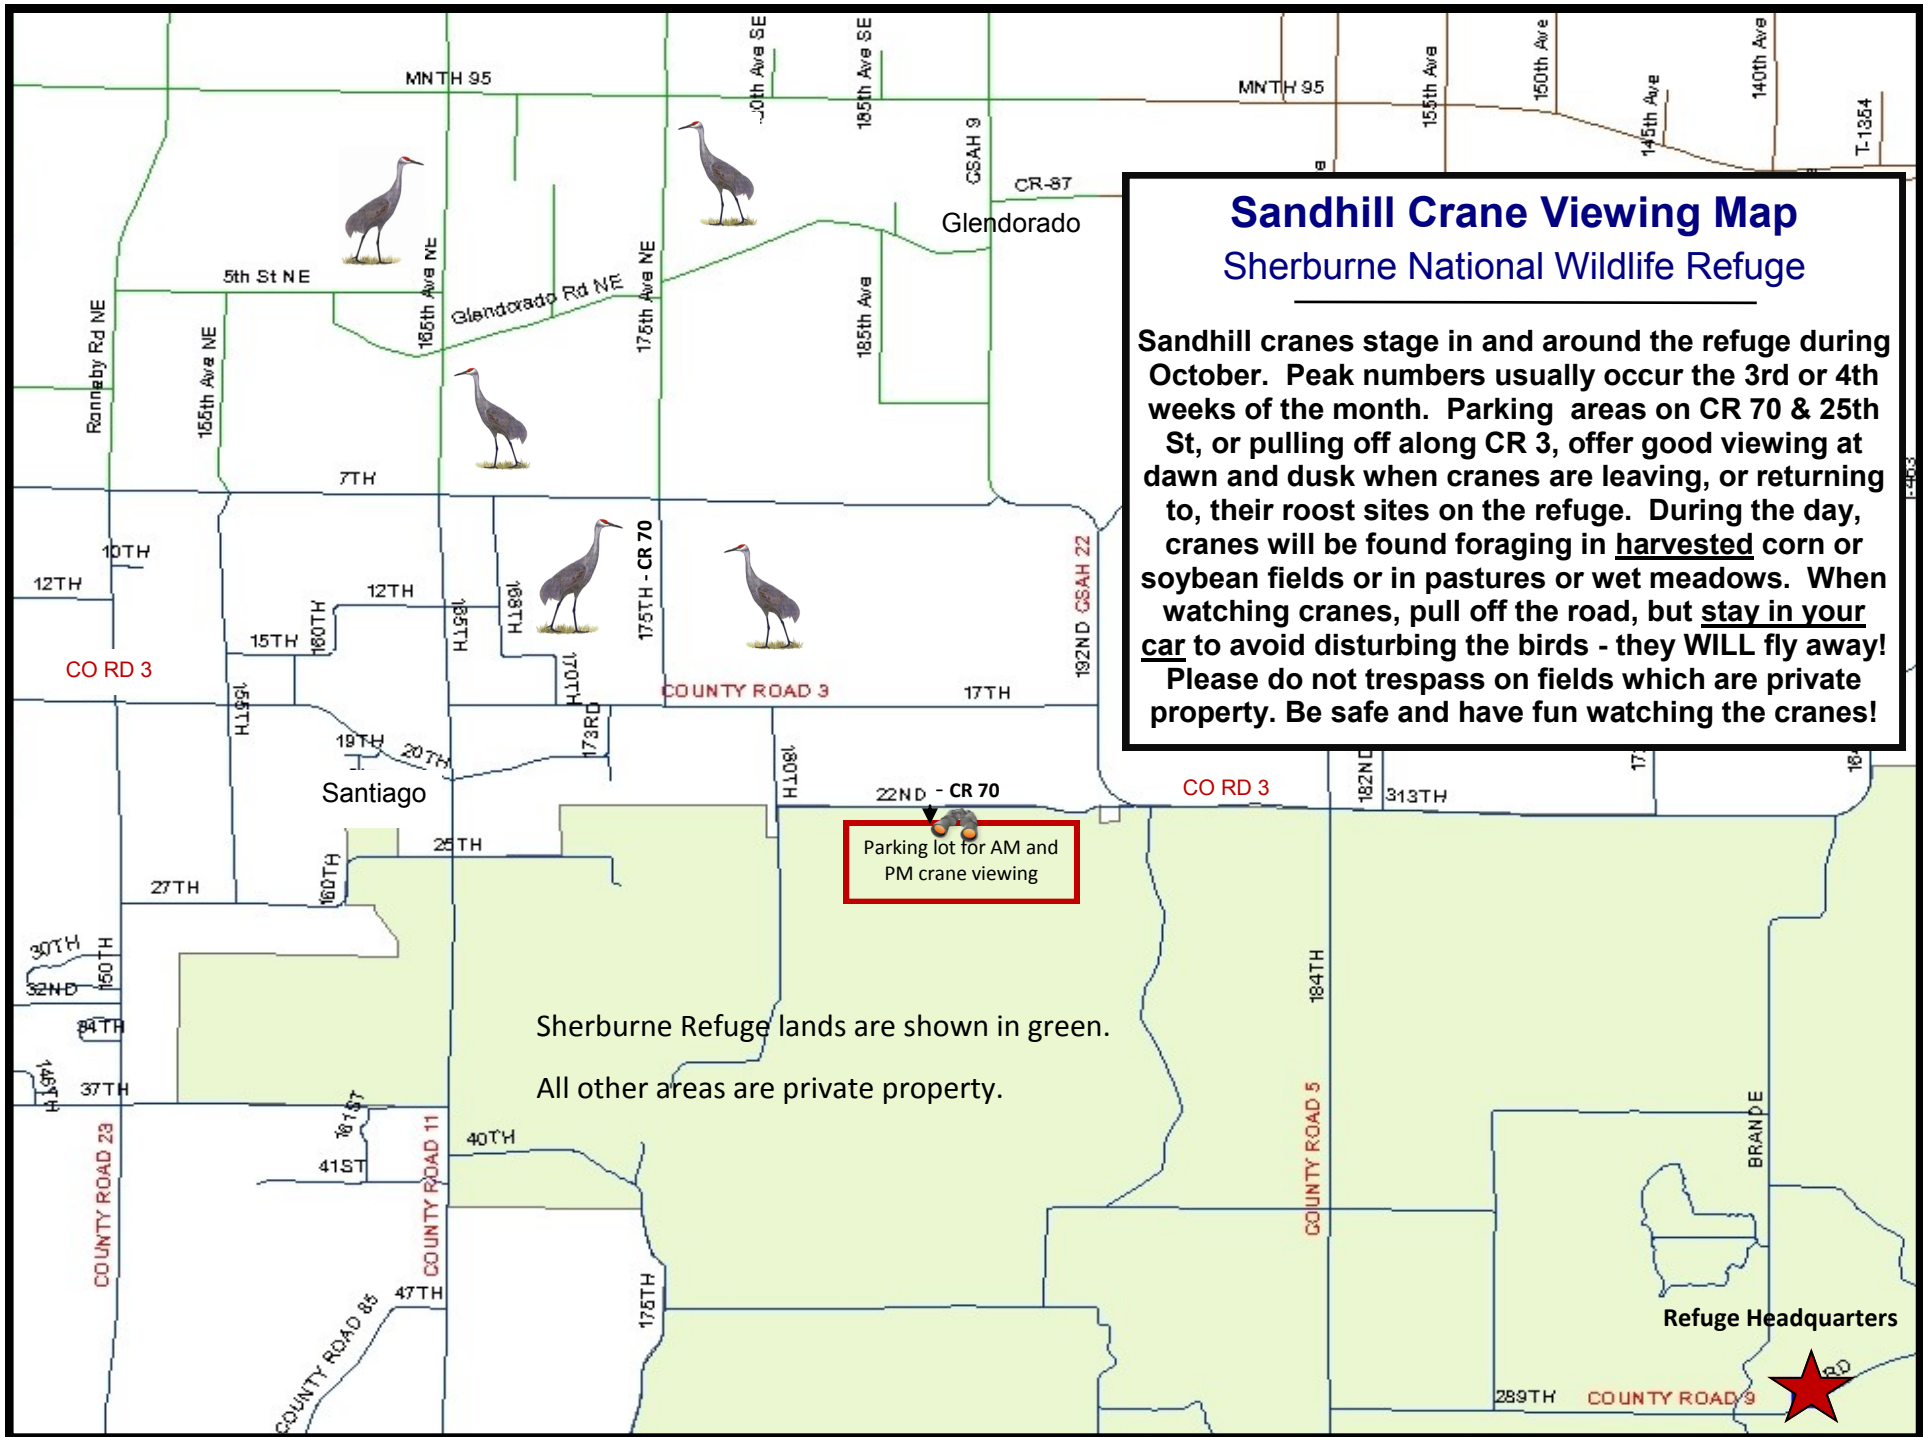 MNTH 95
185th Ave SE
CSAH 9
CR-87
Glendorado
MNTH 95
155th Ave
150th Ave
145th Ave
140th Ave
T-1354
Sandhill Crane Viewing Map
Sherburne National Wildlife Refuge
Sandhill cranes stage in and around the refuge during
October. Peak numbers usually occur the 3rd or 4th
weeks of the month. Parking areas on CR 70 & 25th
St, or pulling off along CR 3, offer good viewing at
dawn and dusk when cranes are leaving, or returning
to, their roost sites on the refuge. During the day,
cranes will be found foraging in harvested corn or
soybean fields or in pastures or wet meadows. When
watching cranes, pull off the road, but stay in your
car to avoid disturbing the birds - they WILL fly away!
Please do not trespass on fields which are private
property. Be safe and have fun watching the cranes!
5th St NE
Ranneby Rd NE
155th Ave NE
165th Ave NE
Glendorado Rd NE
175th Ave NE
185th Ave
7TH
10TH
12TH
12TH
15TH
160TH
165TH
168TH
170TH
175TH - CR 70
192ND CSAH 22
CO RD 3
COUNTY ROAD 3
17TH
155TH
19TH
20TH
173RD
180TH
Santiago
22ND - CR 70
CO RD 3
182ND
313TH
Parking lot for AM and
PM crane viewing
25TH
27TH
160TH
30TH
150TH
32ND
34TH
146TH
37TH
184TH
Sherburne Refuge lands are shown in green.
All other areas are private property.
161ST
40TH
41ST
COUNTY ROAD 23
COUNTY ROAD 11
COUNTY ROAD 5
BRANDE
47TH
COUNTY ROAD 85
175TH
Refuge Headquarters
289TH
COUNTY ROAD 9
RD